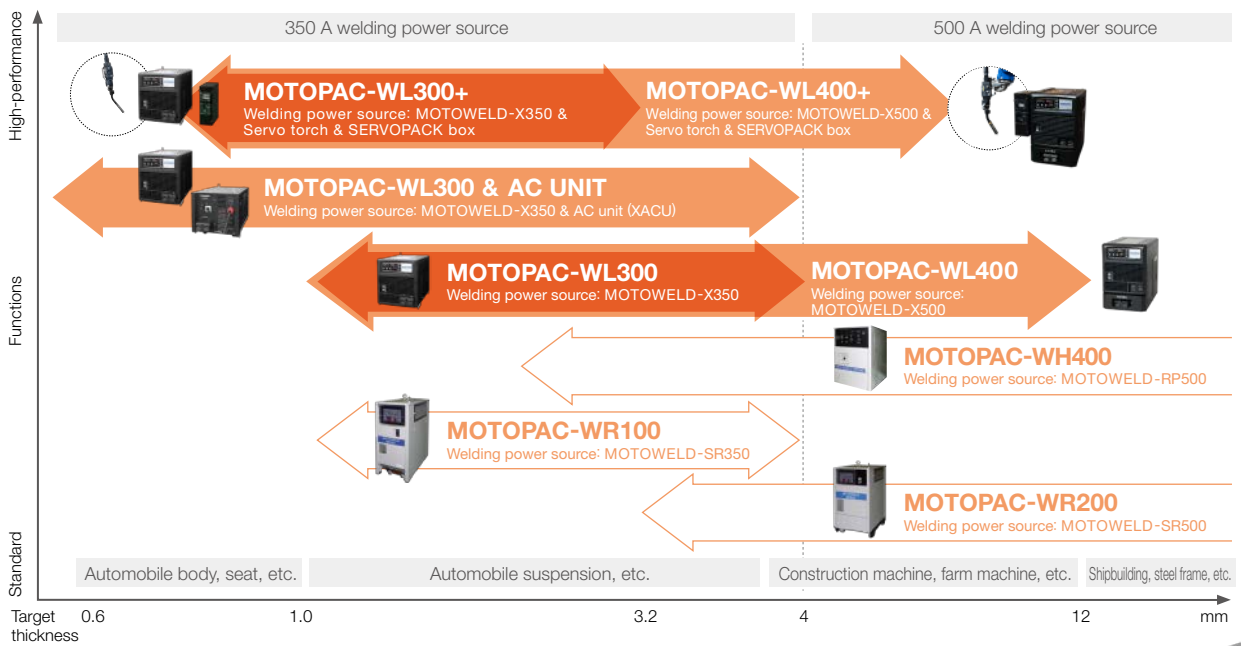 350 A welding power source
500 A welding power source
High-performance
MOTOPAC-WL300+
Welding power source: MOTOWELD-X350 &
Servo torch & SERVOPACK box
MOTOPAC-WL400+
Welding power source: MOTOWELD-X500 &
Servo torch & SERVOPACK box
MOTOPAC-WL300 & AC UNIT
Welding power source: MOTOWELD-X350 & AC unit (XACU)
Functions
MOTOPAC-WL300
Welding power source: MOTOWELD-X350
MOTOPAC-WL400
Welding power source:
MOTOWELD-X500
MOTOPAC-WH400
Welding power source: MOTOWELD-RP500
MOTOPAC-WR100
Welding power source: MOTOWELD-SR350
MOTOPAC-WR200
Welding power source: MOTOWELD-SR500
Standard
Automobile body, seat, etc.
Automobile suspension, etc.
Construction machine, farm machine, etc.
Shipbuilding, steel frame, etc.
Target
thickness
0.6
1.0
3.2
4
12
mm